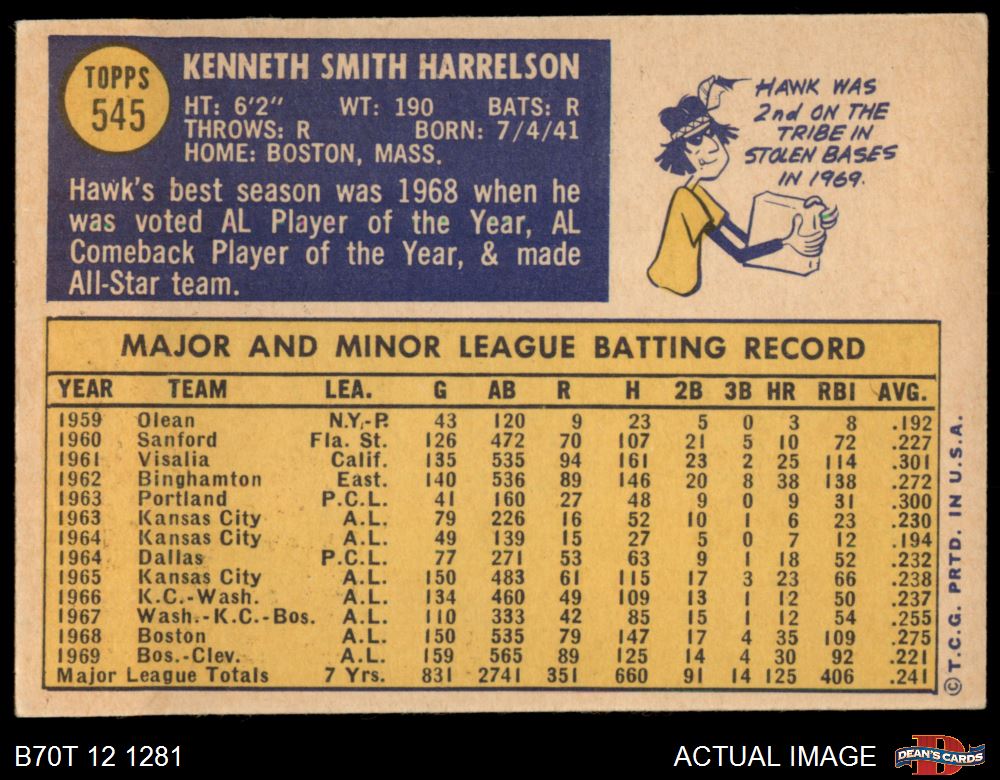 TOPPS
545
KENNETH SMITH HARRELSON
HT: 6'2" WT: 190 BATS: R
THROWS: R BORN: 7/4/41
HOME: BOSTON, MASS.
Hawk's best season was 1968 when he
was voted AL Player of the Year, AL
Comeback Player of the Year, & made
All-Star team.
HAWK WAS
2nd ON THE
TRIBE IN
STOLEN BASES
IN 1969.
MAJOR AND MINOR LEAGUE BATTING RECORD
YEAR TEAM LEA. G AB R H 2B 3B HR RBI AVG.
1959 Olean N.Y.-P. 43 120 9 23 5 0 3 8 .192
1960 Sanford Fla. St. 126 472 70 107 21 5 10 72 .227
1961 Visalia Calif. 135 535 94 161 23 2 25 114 .301
1962 Binghamton East. 140 536 89 146 20 8 38 138 .272
1963 Portland P.C.L. 41 160 27 48 9 0 9 31 .300
1963 Kansas City A.L. 79 226 16 52 10 1 6 23 .230
1964 Kansas City A.L. 49 139 15 27 5 0 7 12 .194
1964 Dallas P.C.L. 77 271 53 63 9 1 18 52 .232
1965 Kansas City A.L. 150 483 61 115 17 3 23 66 .238
1966 K.C.-Wash. A.L. 134 460 49 109 13 1 12 50 .237
1967 Wash.-K.C.-Bos. A.L. 110 333 42 85 15 1 12 54 .255
1968 Boston A.L. 150 535 79 147 17 4 35 109 .275
1969 Bos.-Clev. A.L. 159 565 89 125 14 4 30 92 .221
Major League Totals 7 Yrs. 831 2741 351 660 91 14 125 406 .241
© T.C.G. PRTD. IN U.S.A.
B70T 12 1281
ACTUAL IMAGE
DEAN'S CARDS